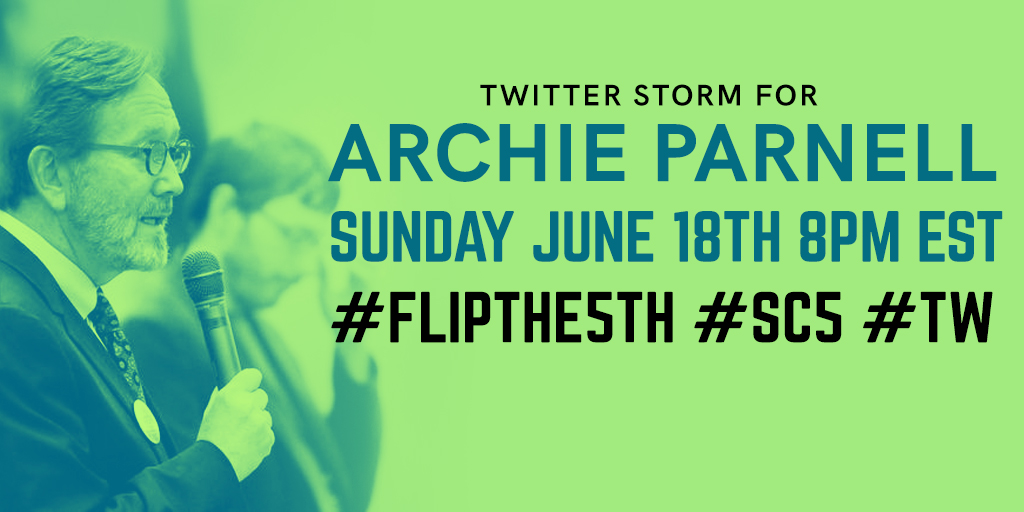 TWITTER STORM FOR
ARCHIE PARNELL
SUNDAY JUNE 18TH 8PM EST
#FLIPTHE5TH #SC5 #TW